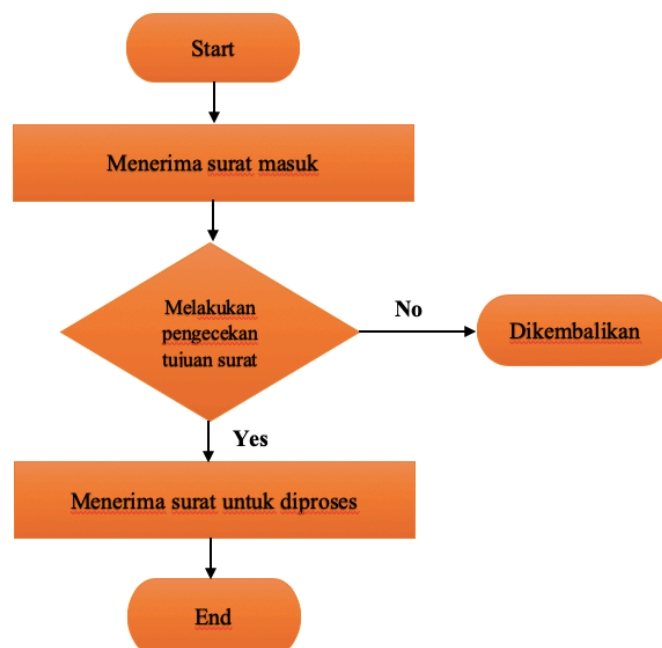 Start
Menerima surat masuk
Melakukan
pengecekan
tujuan surat
No
Dikembalikan
Yes
Menerima surat untuk diproses
End